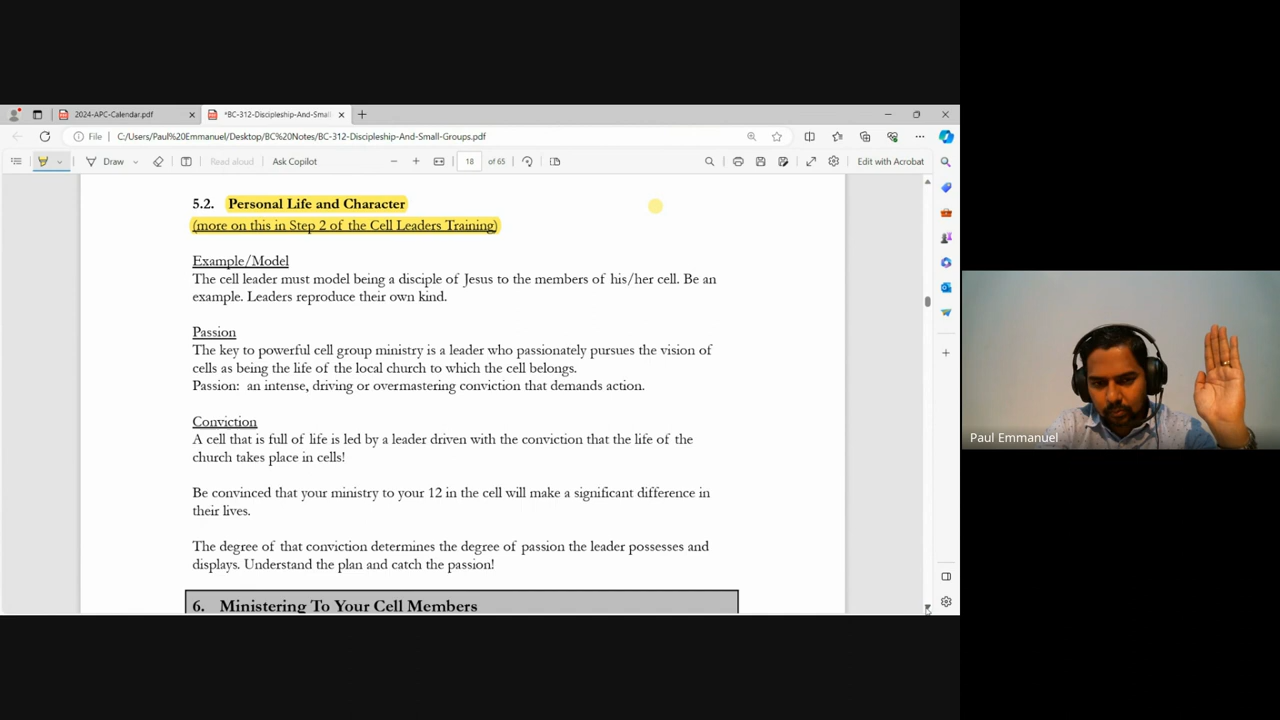 2024-APC-Calendar.pdf
*BC-312-Discipleship-And-Small-
File
C:/Users/Paul%20Emmanuel/Desktop/BC%20Notes/BC-312-Discipleship-And-Small-Groups.pdf
Draw
Read aloud
Ask Copilot
18 of 65
Edit with Acrobat
5.2. Personal Life and Character
(more on this in Step 2 of the Cell Leaders Training)
Example/Model
The cell leader must model being a disciple of Jesus to the members of his/her cell. Be an
example. Leaders reproduce their own kind.
Passion
The key to powerful cell group ministry is a leader who passionately pursues the vision of
cells as being the life of the local church to which the cell belongs.
Passion: an intense, driving or overmastering conviction that demands action.
Conviction
A cell that is full of life is led by a leader driven with the conviction that the life of the
church takes place in cells!
Be convinced that your ministry to your 12 in the cell will make a significant difference in
their lives.
The degree of that conviction determines the degree of passion the leader possesses and
displays. Understand the plan and catch the passion!
6. Ministering To Your Cell Members
Paul Emmanuel